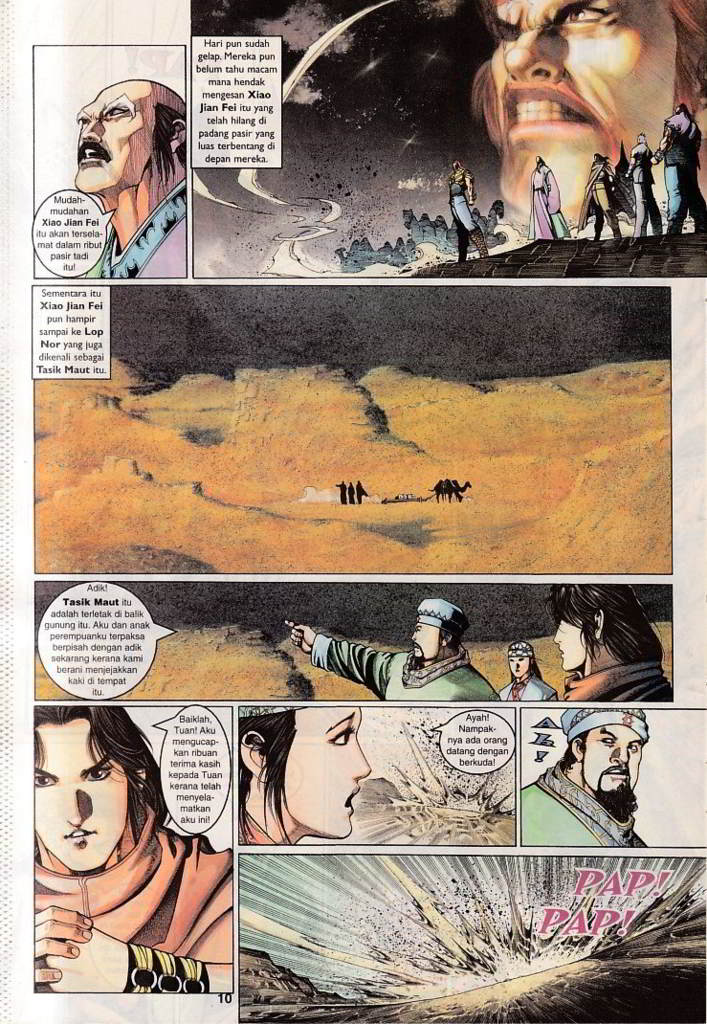 Hari pun sudah
gelap. Mereka pun
belum tahu macam
mana hendak
mengesan Xiao
Jian Fei itu yang
telah hilang di
padang pasir yang
luas terbentang di
depan mereka.
Mudah-
mudahan
Xiao Jian Fei
itu akan tersela-
mat dalam ribut
pasir tadi
itu!
Sementara itu
Xiao Jian Fei
pun hampir
sampai ke Lop
Nor yang juga
dikenali sebagai
Tasik Maut itu.
Adik!
Tasik Maut itu
adalah terletak di balik
gunung itu. Aku dan anak
perempuanku terpaksa
berpisah dengan adik
sekarang kerana kami
berani menjejakkan
kaki di tempat
itu.
Baiklah,
Tuan! Aku
mengucap-
kan ribuan
terima kasih
kepada Tuan
kerana telah
menyela-
matkan
aku ini!
Ayah!
Nampak-
nya ada orang
datang dengan
berkuda!
AH!
PAP!
PAP!
10